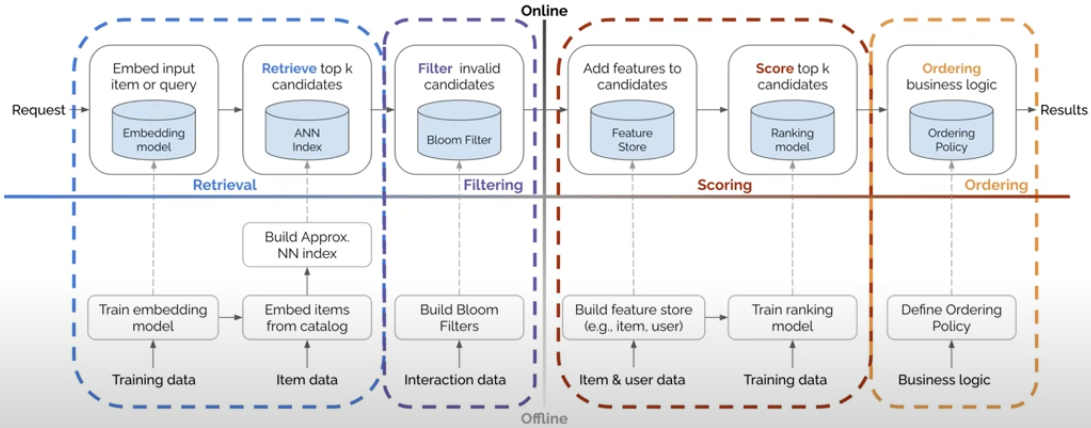 Online
Embed input
item or query
Embedding
model
Retrieve top k
candidates
ANN
Index
Filter invalid
candidates
Bloom Filter
Add features to
candidates
Feature
Store
Score top k
candidates
Ranking
model
Ordering
business logic
Ordering
Policy
Request
Results
Retrieval
Filtering
Scoring
Ordering
Build Approx.
NN index
Train embedding
model
Embed items
from catalog
Build Bloom
Filters
Build feature store
(e.g., item, user)
Train ranking
model
Define Ordering
Policy
Training data
Item data
Interaction data
Item & user data
Training data
Business logic
Offline